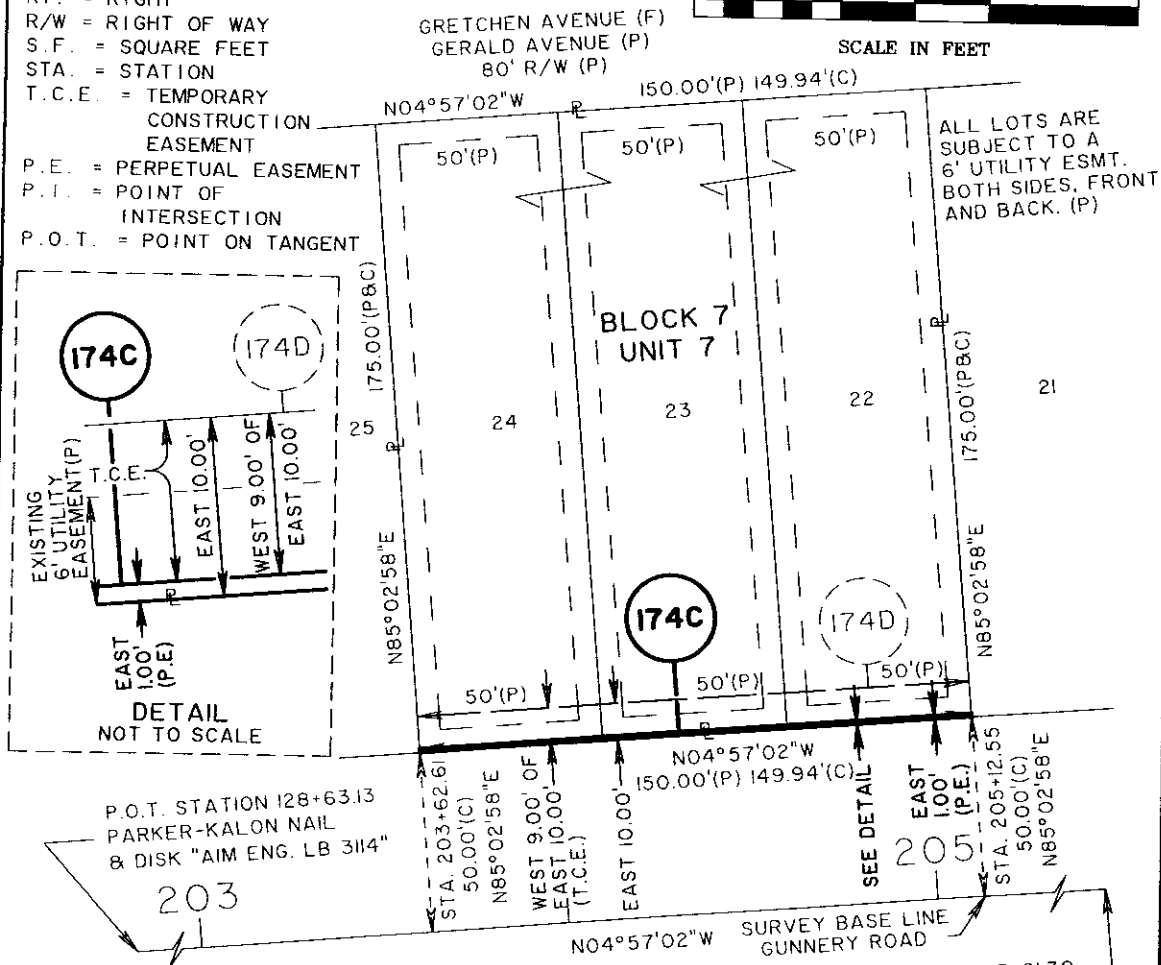 R/W = RIGHT OF WAY
S.F. = SQUARE FEET
STA. = STATION
T.C.E. = TEMPORARY
CONSTRUCTION
EASEMENT
P.E. = PERPETUAL EASEMENT
P.I. = POINT OF
INTERSECTION
P.O.T. = POINT ON TANGENT
GRETCHEN AVENUE (F)
GERALD AVENUE (P)
80' R/W (P)
SCALE IN FEET
N04°57'02"W
PL
150.00'(P) 149.94'(C)
50'(P)
50'(P)
50'(P)
ALL LOTS ARE
SUBJECT TO A
6' UTILITY ESMT.
BOTH SIDES, FRONT
AND BACK. (P)
BLOCK 7
UNIT 7
175.00'(P&C)
PL
N85°02'58"E
25
24
23
22
21
175.00'(P&C)
PL
N85°02'58"E
174C
174D
EXISTING
6' UTILITY
EASEMENT(P)
T.C.E.
EAST 10.00'
WEST 9.00' OF
EAST 10.00'
PL
EAST
1.00'
(P.E)
DETAIL
NOT TO SCALE
174C
174D
50'(P)
50'(P)
50'(P)
PL
N04°57'02"W
150.00'(P) 149.94'(C)
STA. 203+62.61
50.00'(C)
N85°02'58"E
WEST 9.00' OF
EAST 10.00'
(T.C.E.)
EAST 10.00'
SEE DETAIL
EAST
1.00'
(P.E.)
STA. 205+12.55
50.00'(C)
N85°02'58"E
P.O.T. STATION 128+63.13
PARKER-KALON NAIL
& DISK "AIM ENG. LB 3114"
203
205
N04°57'02"W
SURVEY BASE LINE
GUNNERY ROAD